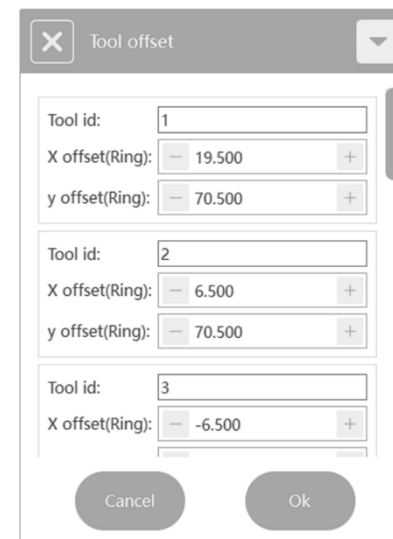 Tool offset
Tool id: 1
X offset(Ring): 19.500
y offset(Ring): 70.500
Tool id: 2
X offset(Ring): 6.500
y offset(Ring): 70.500
Tool id: 3
X offset(Ring): -6.500
Cancel Ok